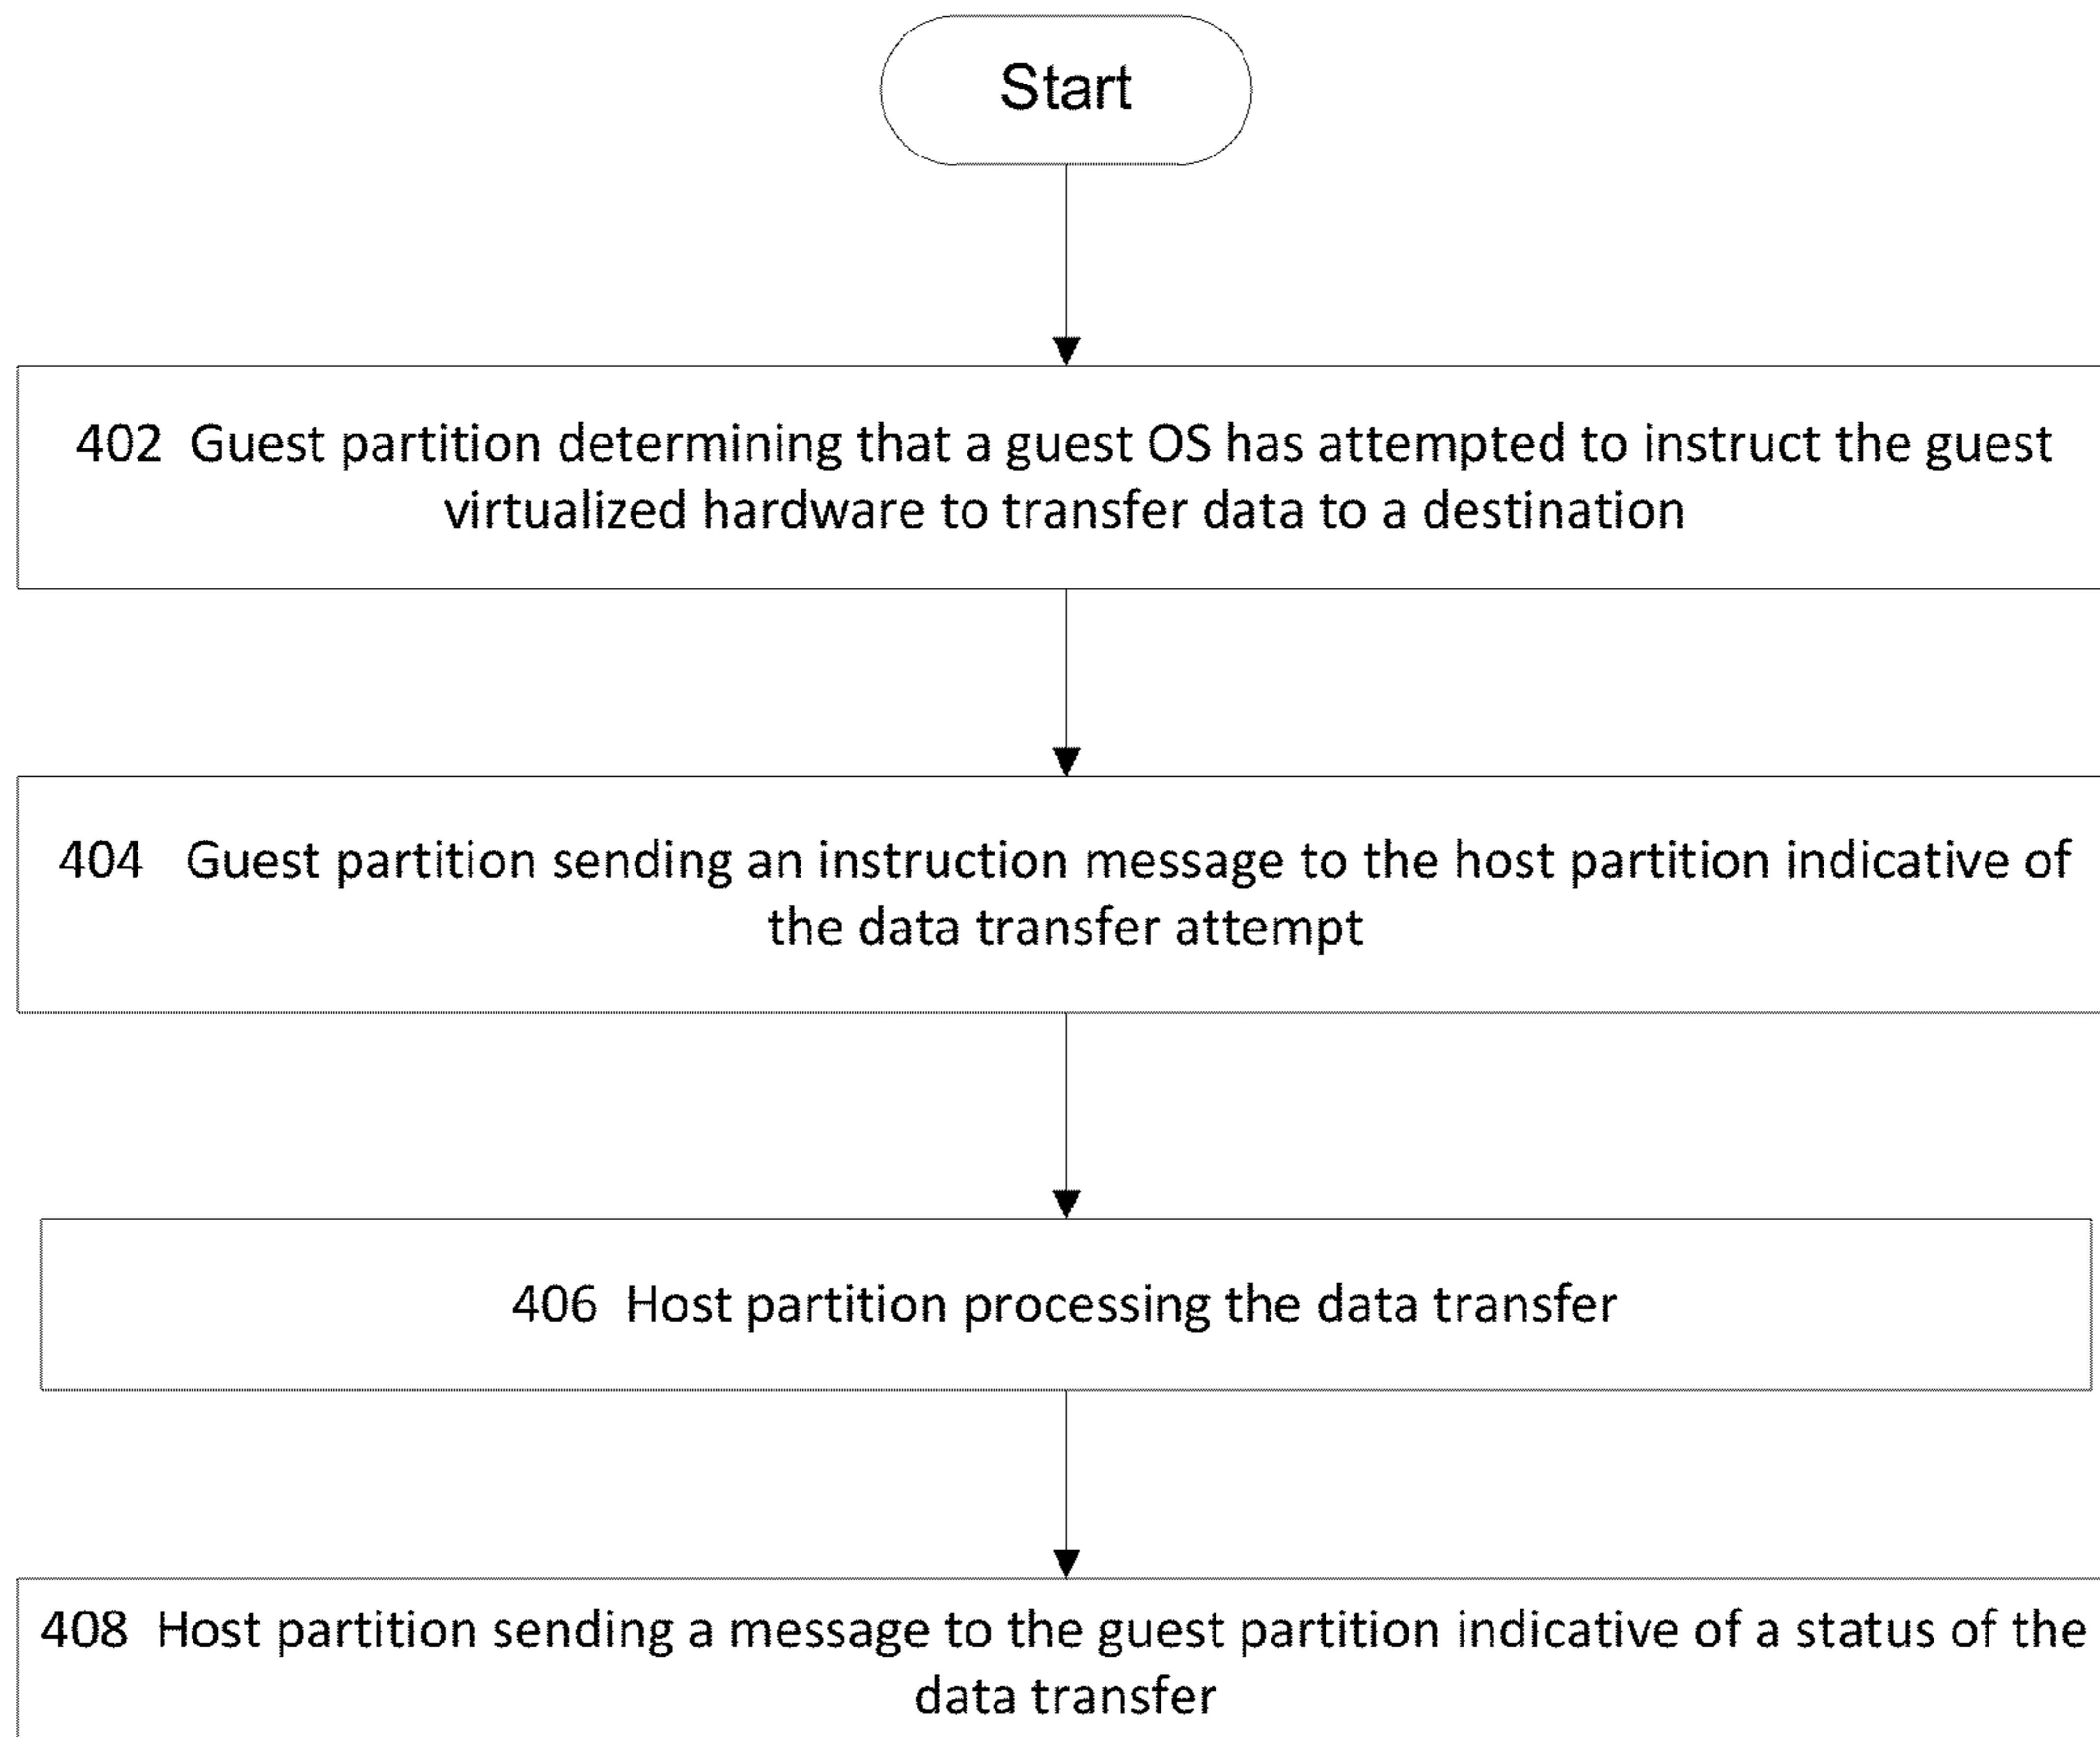 Start
402 Guest partition determining that a guest OS has attempted to instruct the guest
virtualized hardware to transfer data to a destination
404 Guest partition sending an instruction message to the host partition indicative of
the data transfer attempt
406 Host partition processing the data transfer
408 Host partition sending a message to the guest partition indicative of a status of the
data transfer